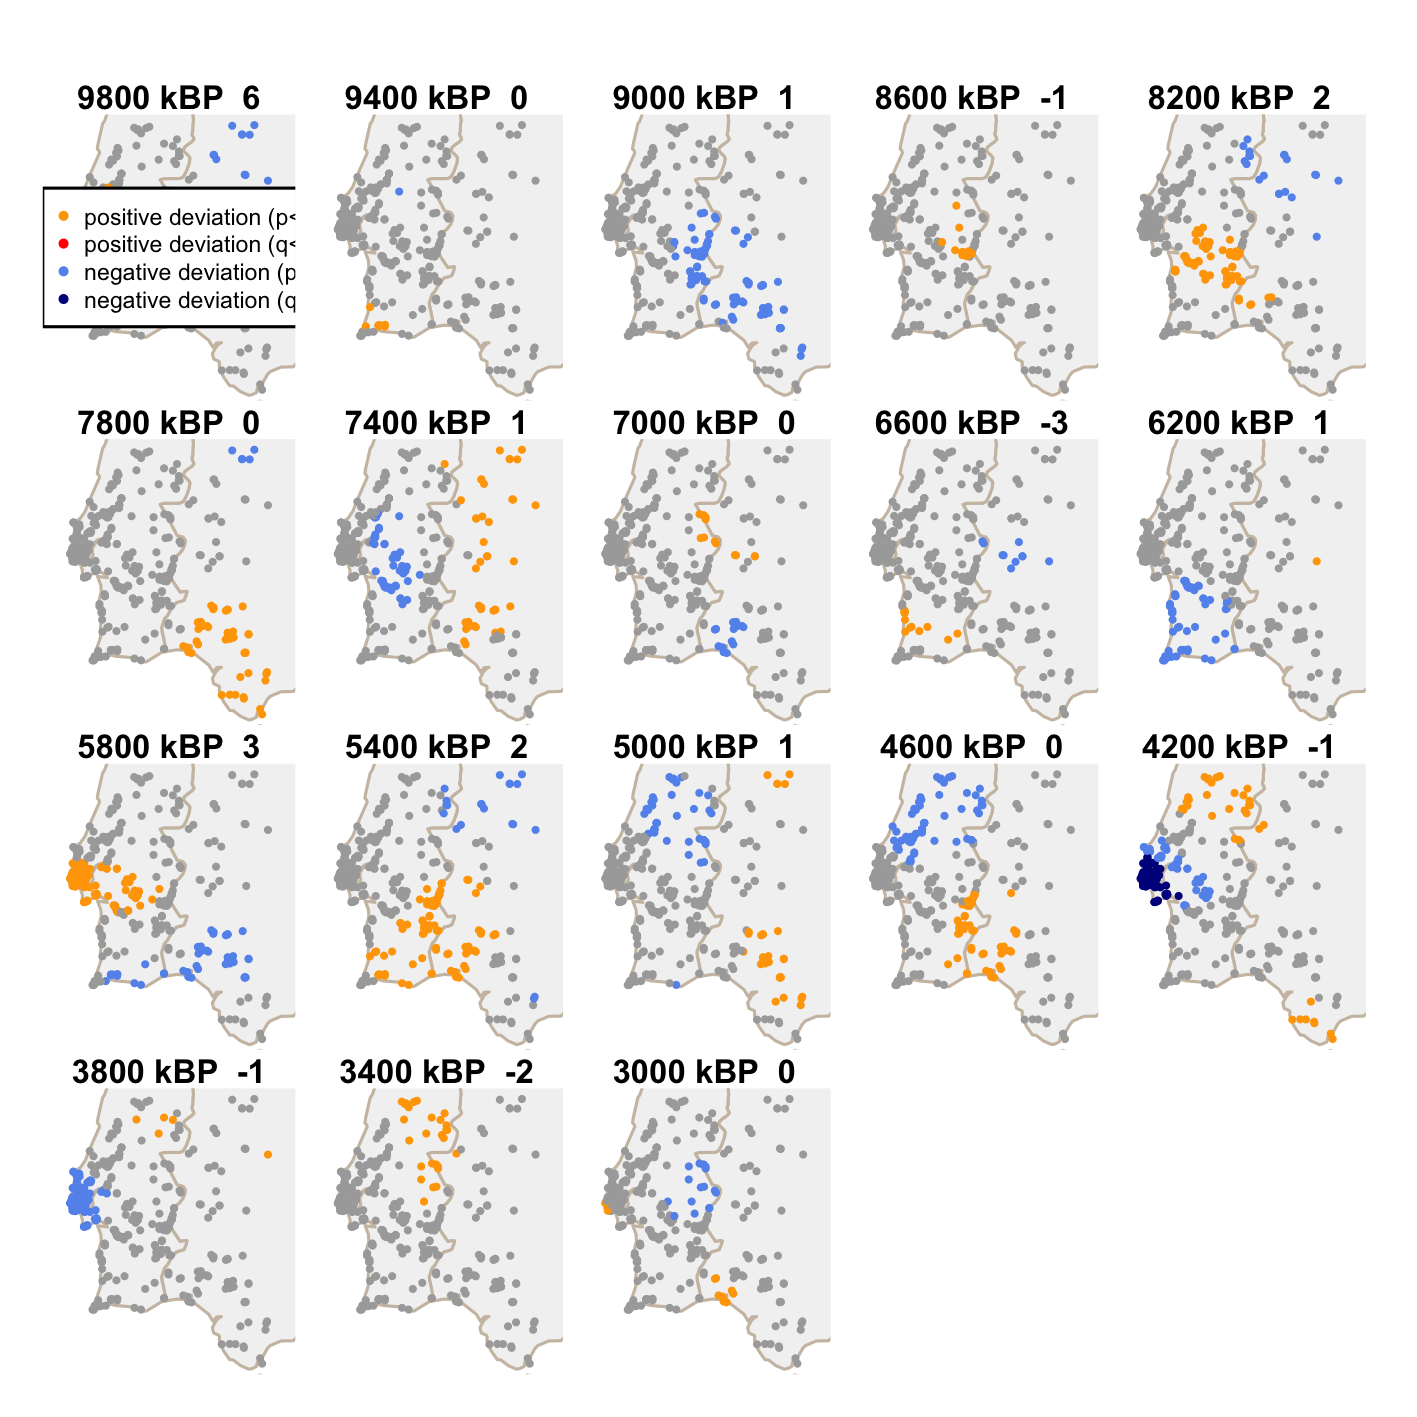 9800 kBP  6
9400 kBP  0
9000 kBP  1
8600 kBP  -1
8200 kBP  2
positive deviation (p<
positive deviation (q<
negative deviation (p
negative deviation (q
7800 kBP  0
7400 kBP  1
7000 kBP  0
6600 kBP  -3
6200 kBP  1
5800 kBP  3
5400 kBP  2
5000 kBP  1
4600 kBP  0
4200 kBP  -1
3800 kBP  -1
3400 kBP  -2
3000 kBP  0